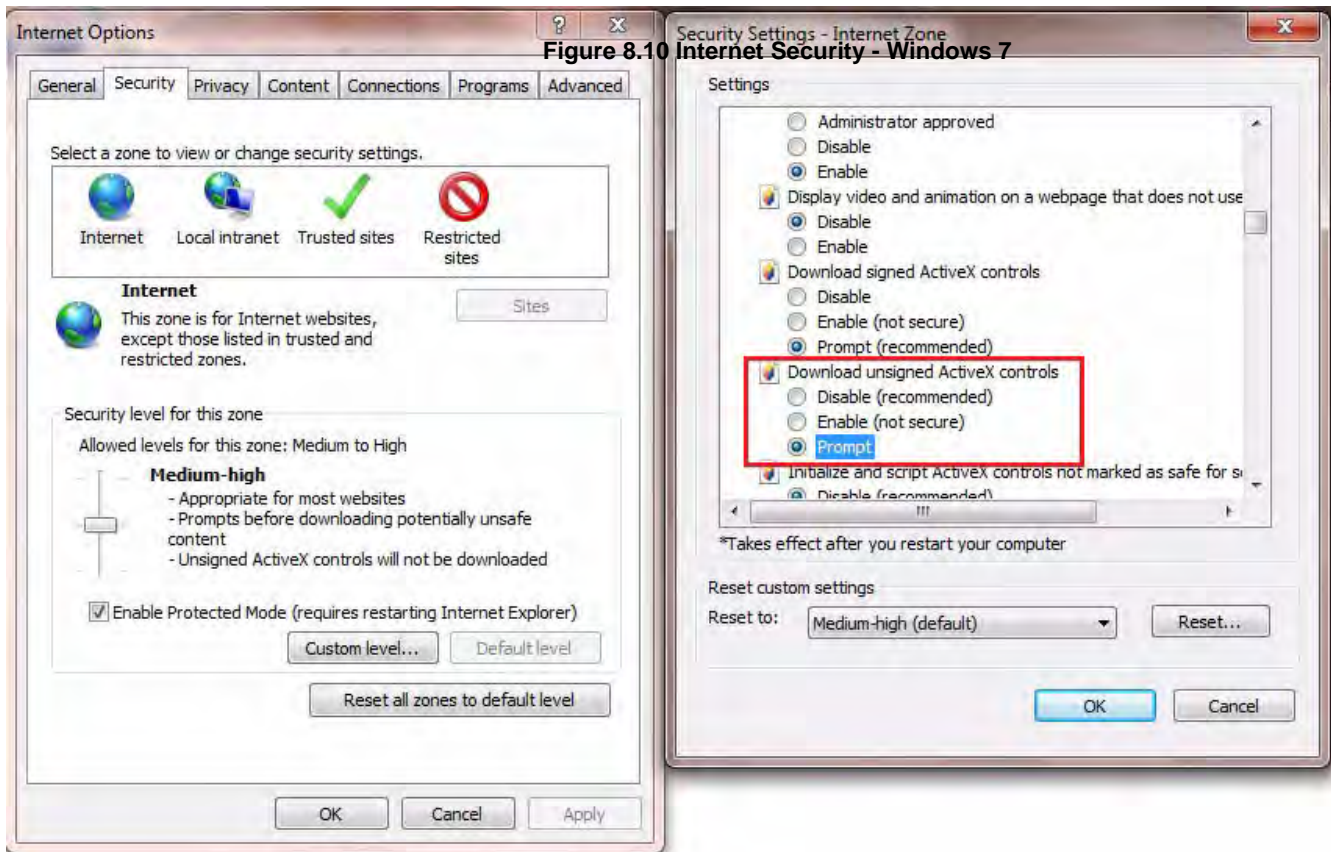 Internet Options
General Security Privacy Content Connections Programs Advanced
Select a zone to view or change security settings.
Internet Local intranet Trusted sites Restricted
sites
Internet
This zone is for Internet websites,
except those listed in trusted and
restricted zones.
Sites
Security level for this zone
Allowed levels for this zone: Medium to High
Medium-high
- Appropriate for most websites
- Prompts before downloading potentially unsafe
content
- Unsigned ActiveX controls will not be downloaded
Enable Protected Mode (requires restarting Internet Explorer)
Custom level... Default level
Reset all zones to default level
OK Cancel Apply
Figure 8.10 Internet Security - Windows 7
Security Settings - Internet Zone
Settings
Administrator approved
Disable
Enable
Display video and animation on a webpage that does not use
Disable
Enable
Download signed ActiveX controls
Disable
Enable (not secure)
Prompt (recommended)
Download unsigned ActiveX controls
Disable (recommended)
Enable (not secure)
Prompt
Initialize and script ActiveX controls not marked as safe for
Disable (recommended)
*Takes effect after you restart your computer
Reset custom settings
Reset to: Medium-high (default) Reset...
OK Cancel